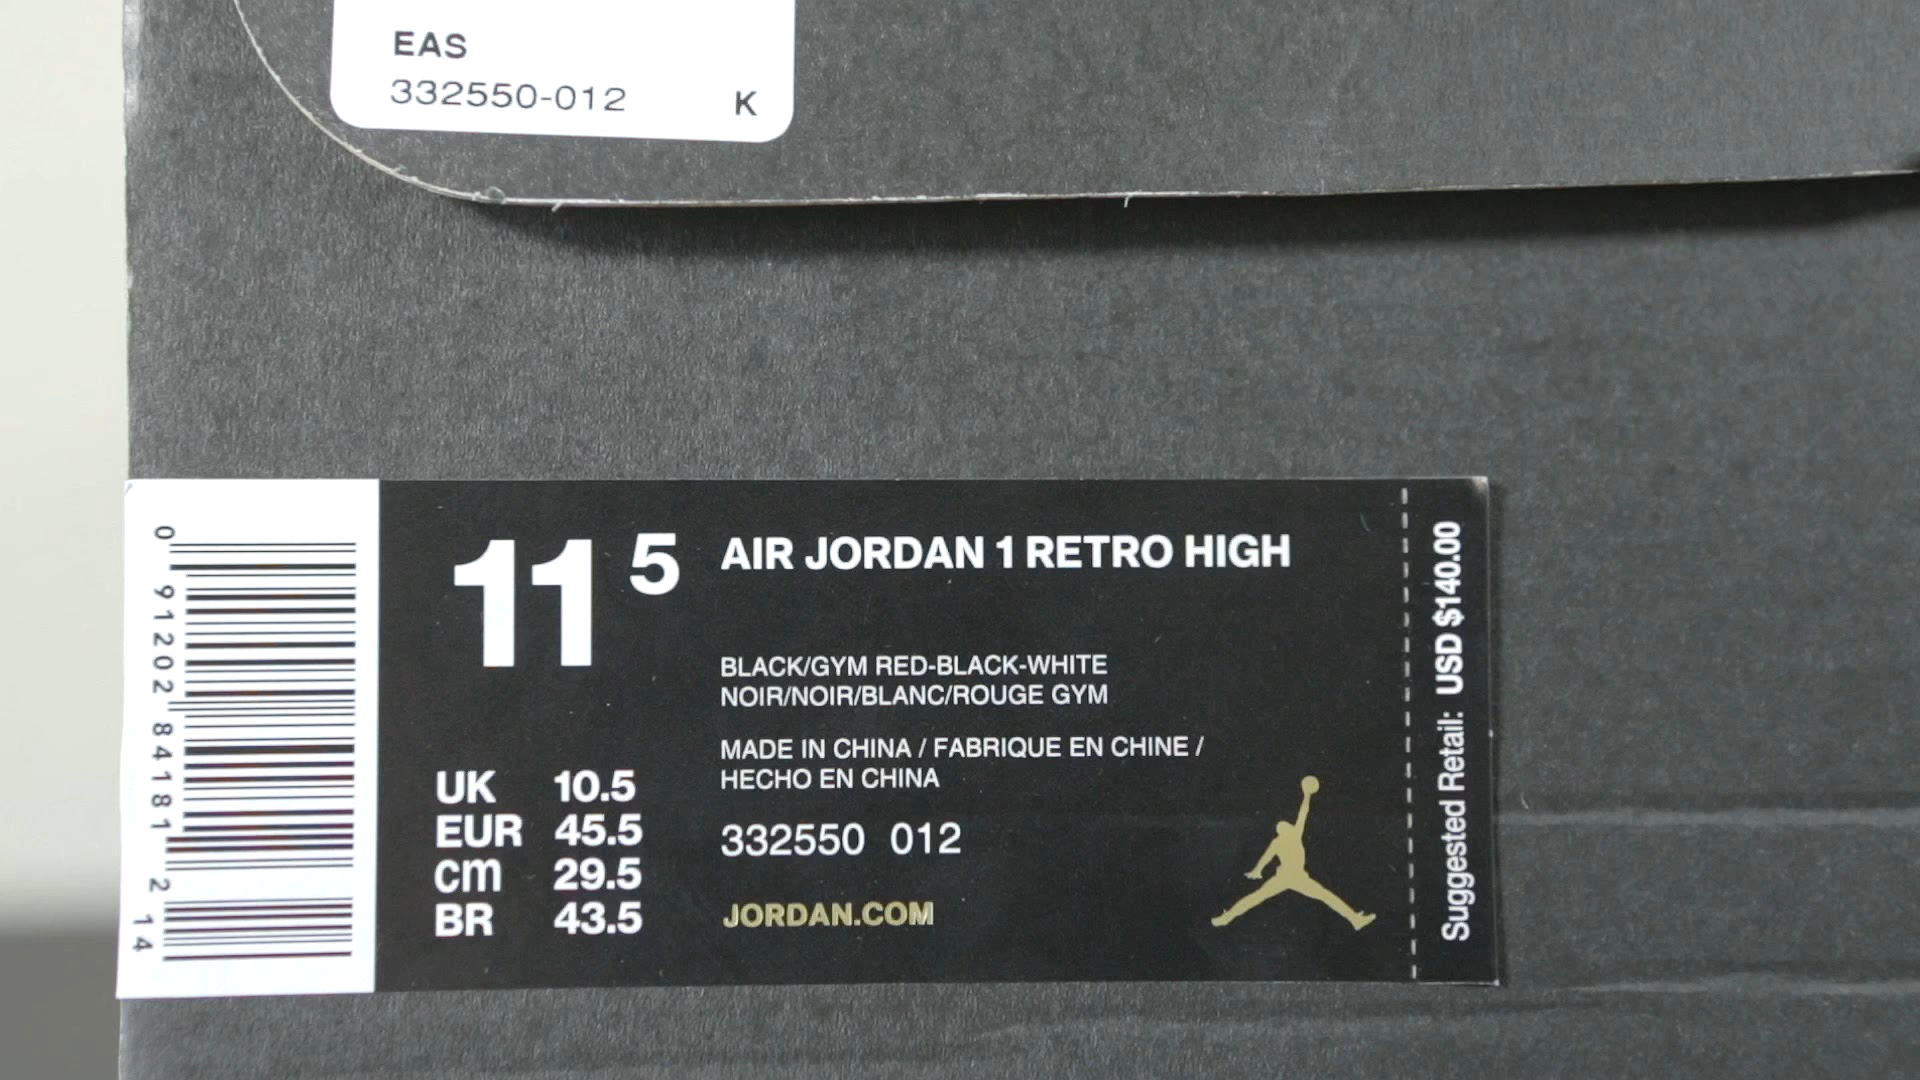 EAS
332550-012 K
0 91202 84181 2 14
11 5
AIR JORDAN 1 RETRO HIGH
BLACK/GYM RED-BLACK-WHITE
NOIR/NOIR/BLANC/ROUGE GYM
MADE IN CHINA / FABRIQUE EN CHINE /
HECHO EN CHINA
UK 10.5
EUR 45.5
cm 29.5
BR 43.5
332550 012
JORDAN.COM
Suggested Retail: USD $140.00